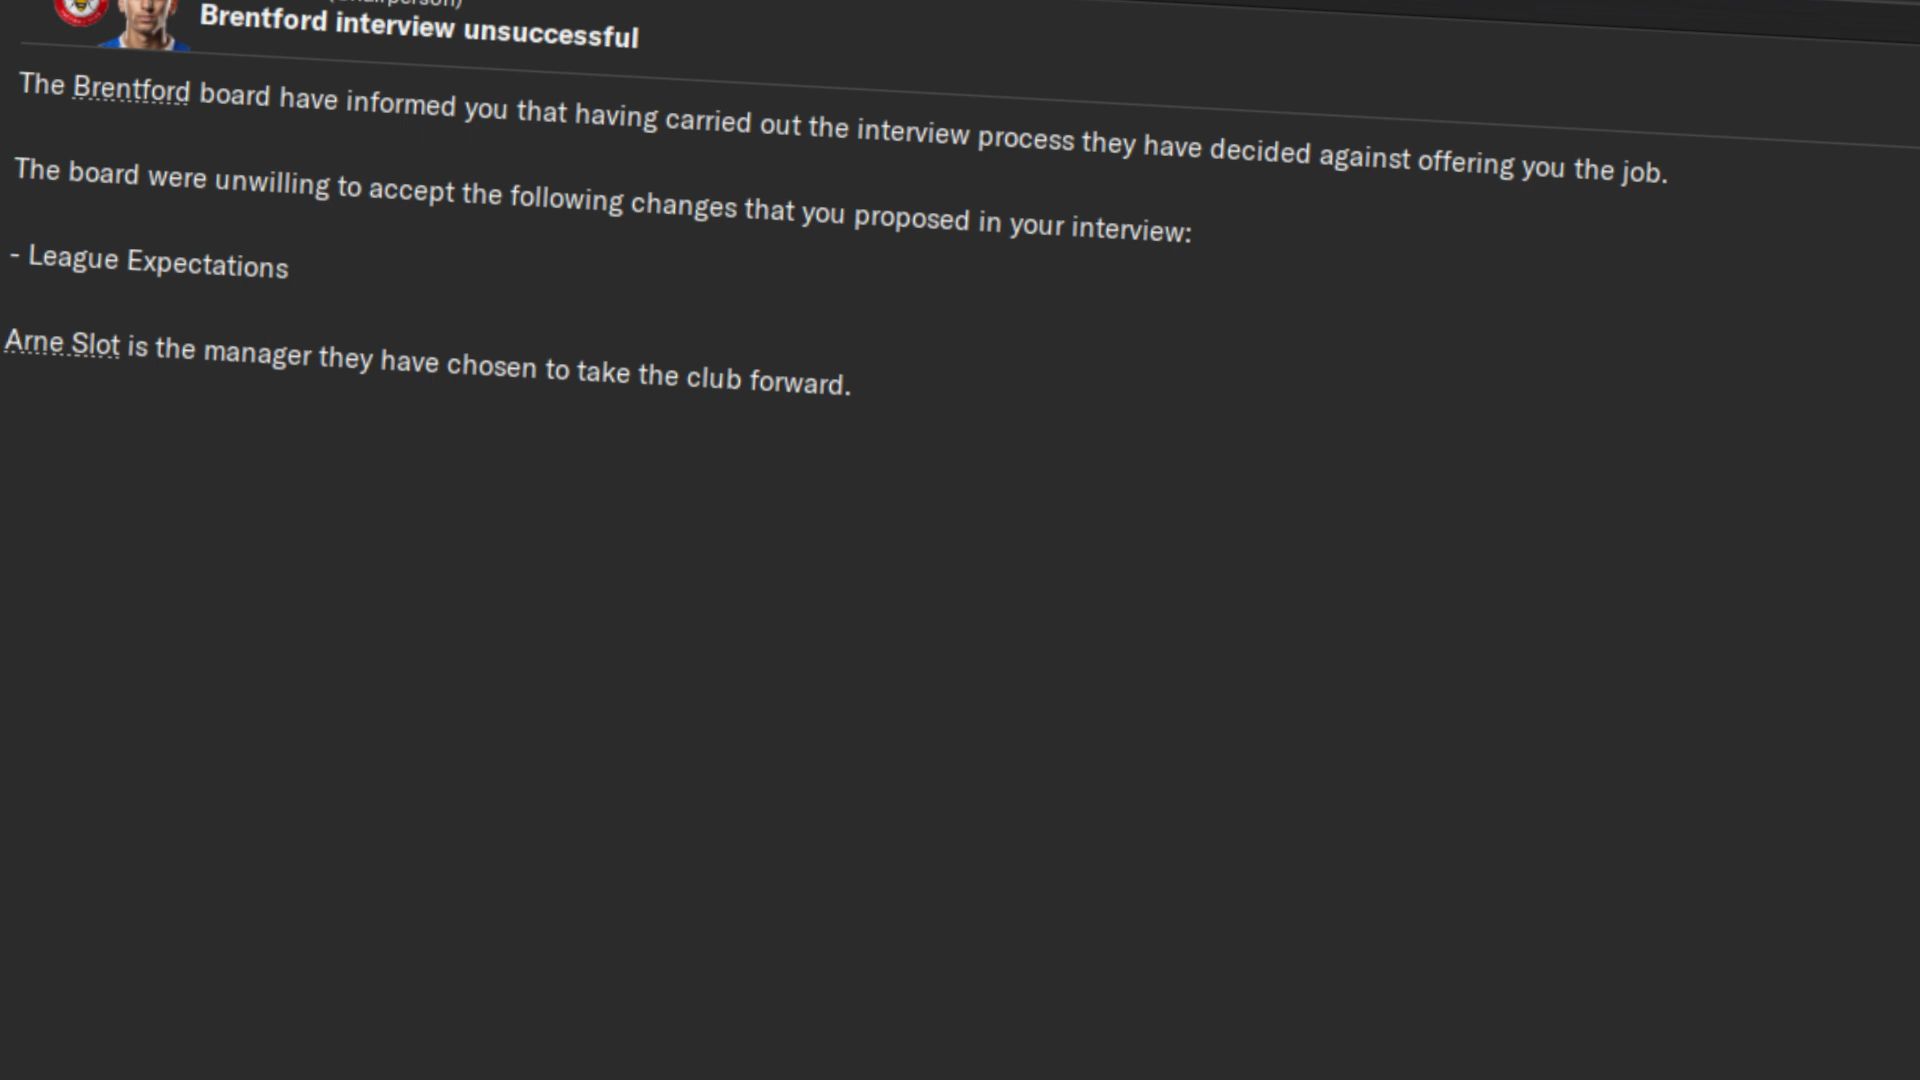 Brentford interview unsuccessful
The Brentford board have informed you that having carried out the interview process they have decided against offering you the job.
The board were unwilling to accept the following changes that you proposed in your interview:
- League Expectations
Arne Slot is the manager they have chosen to take the club forward.